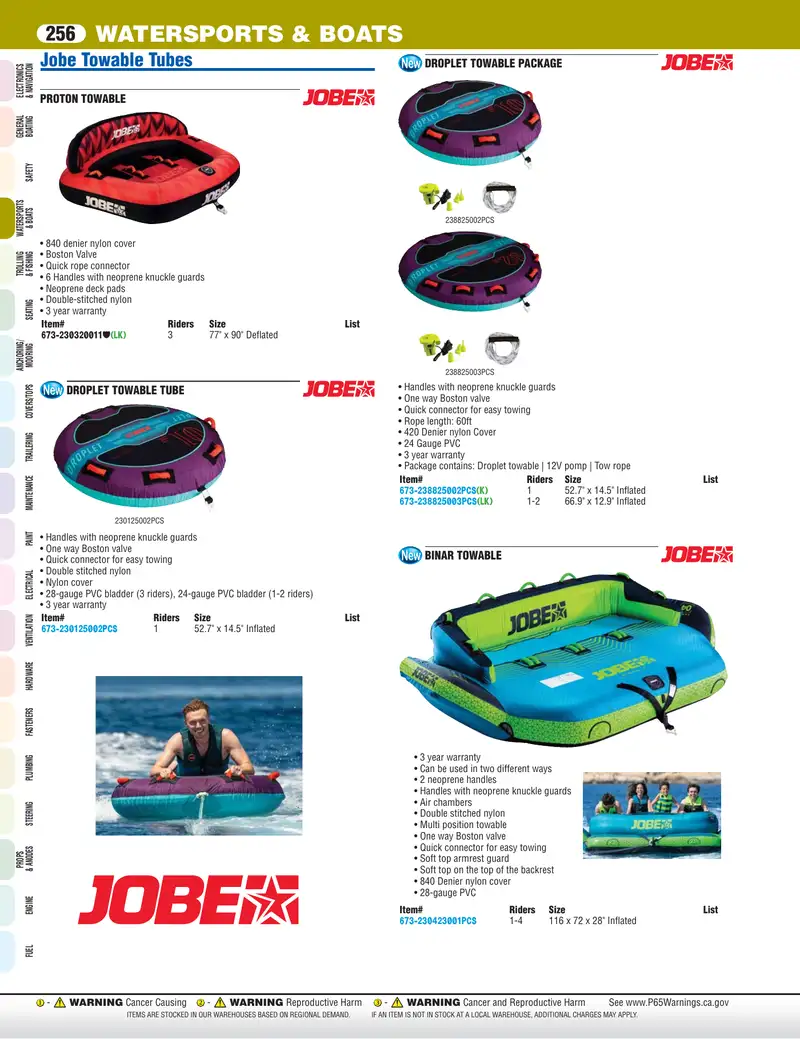 256 WATERSPORTS & BOATS
Jobe Towable Tubes
ELECTRONICS
& NAVIGATION
GENERAL
BOATING
SAFETY
WATERSPORTS
& BOATS
TROLLING
& FISHING
SEATING
ANCHORING/
MOORING
COVERS/TOPS
TRAILERING
MAINTENANCE
PAINT
ELECTRICAL
VENTILATION
HARDWARE
FASTENERS
PLUMBING
STEERING
PROPS
& ANODES
ENGINE
FUEL
PROTON TOWABLE JOBE
JOBE
JOBE
JOBE
• 840 denier nylon cover
• Boston Valve
• Quick rope connector
• 6 Handles with neoprene knuckle guards
• Neoprene deck pads
• Double-stitched nylon
• 3 year warranty
Item# Riders Size List
673-230320011(LK) 3 77" x 90" Deflated
New DROPLET TOWABLE TUBE JOBE
DROPLET
230125002PCS
• Handles with neoprene knuckle guards
• One way Boston valve
• Quick connector for easy towing
• Double stitched nylon
• Nylon cover
• 28-gauge PVC bladder (3 riders), 24-gauge PVC bladder (1-2 riders)
• 3 year warranty
Item# Riders Size List
673-230125002PCS 1 52.7" x 14.5" Inflated
JOBE
New DROPLET TOWABLE PACKAGE JOBE
DROPLET
238825002PCS
DROPLET
238825003PCS
• Handles with neoprene knuckle guards
• One way Boston valve
• Quick connector for easy towing
• Rope length: 60ft
• 420 Denier nylon Cover
• 24 Gauge PVC
• 3 year warranty
• Package contains: Droplet towable | 12V pomp | Tow rope
Item# Riders Size List
673-238825002PCS(K) 1 52.7" x 14.5" Inflated
673-238825003PCS(LK) 1-2 66.9" x 12.9" Inflated
New BINAR TOWABLE JOBE
JOBE
JOBE
JOBE
• 3 year warranty
• Can be used in two different ways
• 2 neoprene handles
• Handles with neoprene knuckle guards
• Air chambers
• Double stitched nylon
• Multi position towable
• One way Boston valve
• Quick connector for easy towing
• Soft top armrest guard
• Soft top on the top of the backrest
• 840 Denier nylon cover
• 28-gauge PVC
JOBE
Item# Riders Size List
673-230423001PCS 1-4 116 x 72 x 28" Inflated
1 - WARNING Cancer Causing 2 - WARNING Reproductive Harm 3 - WARNING Cancer and Reproductive Harm See www.P65Warnings.ca.gov
ITEMS ARE STOCKED IN OUR WAREHOUSES BASED ON REGIONAL DEMAND. IF AN ITEM IS NOT IN STOCK AT A LOCAL WAREHOUSE, ADDITIONAL CHARGES MAY APPLY.